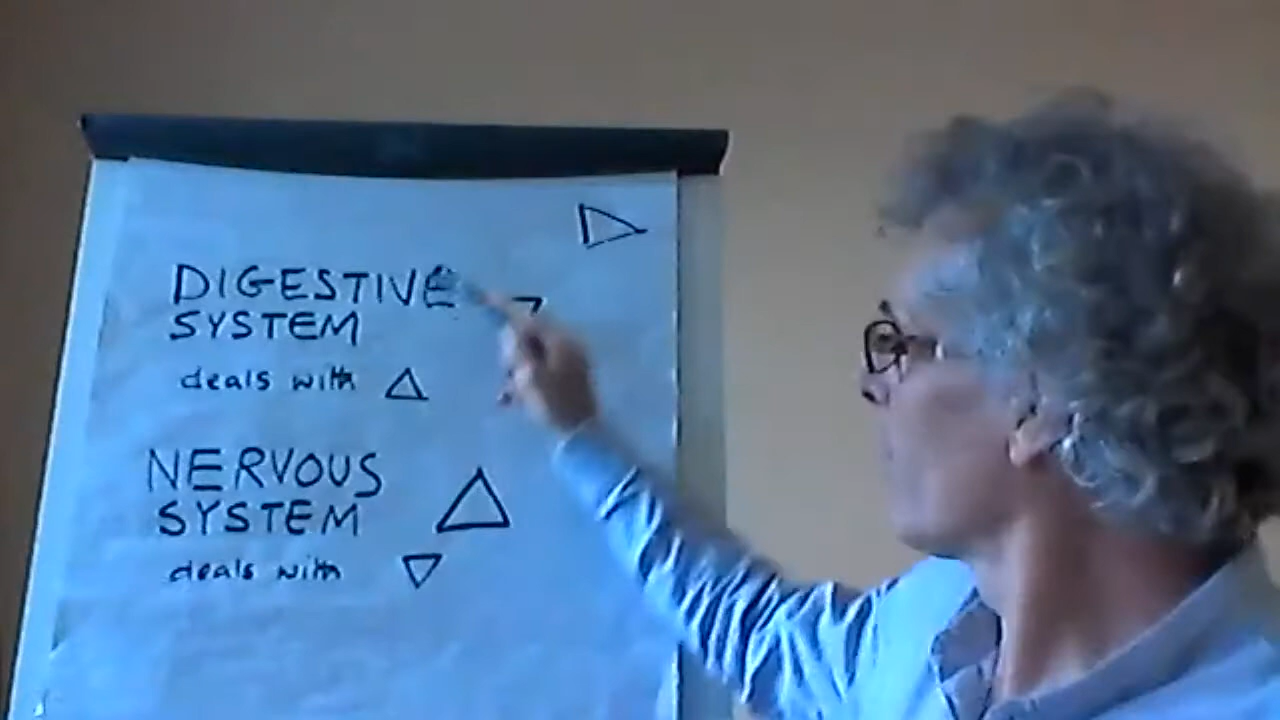 DIGESTIVE
SYSTEM
deals with
NERVOUS
SYSTEM
deals with